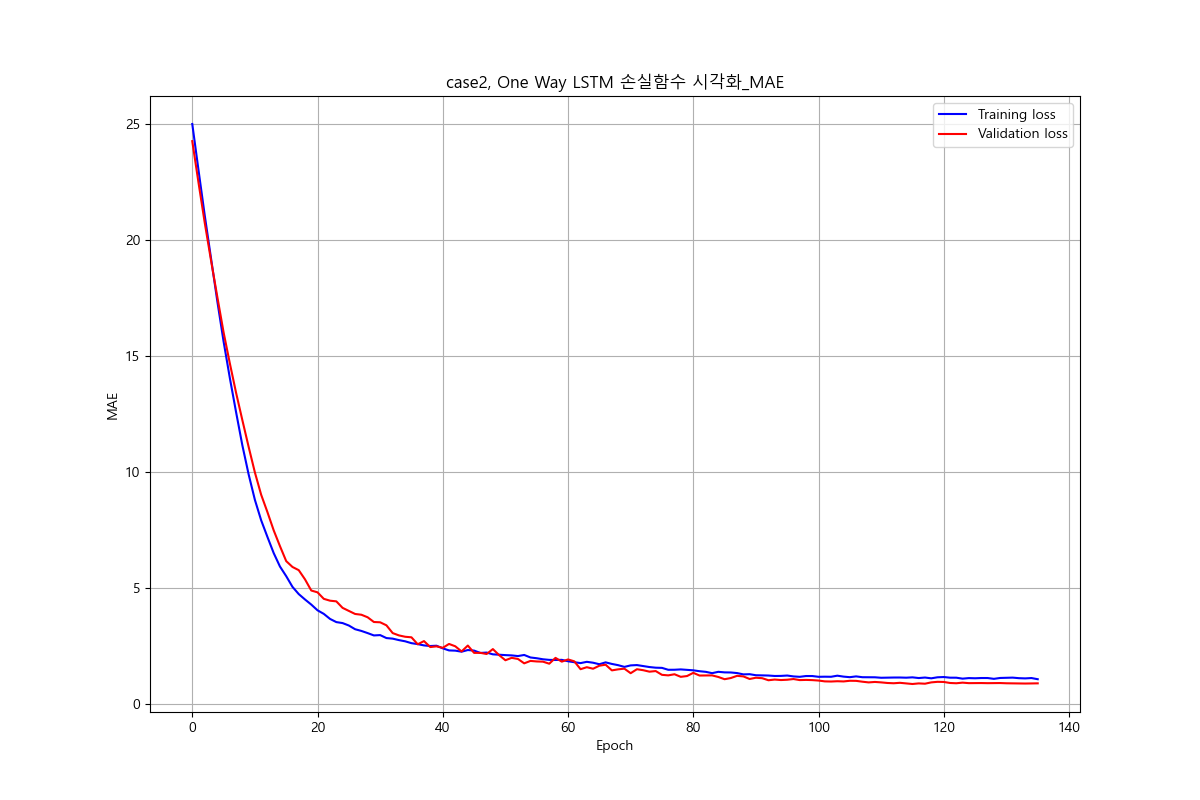 case2, One Way LSTM 손실함수 시각화_MAE
Training loss
Validation loss
25
20
15
10
5
0
MAE
0 20 40 60 80 100 120 140
Epoch